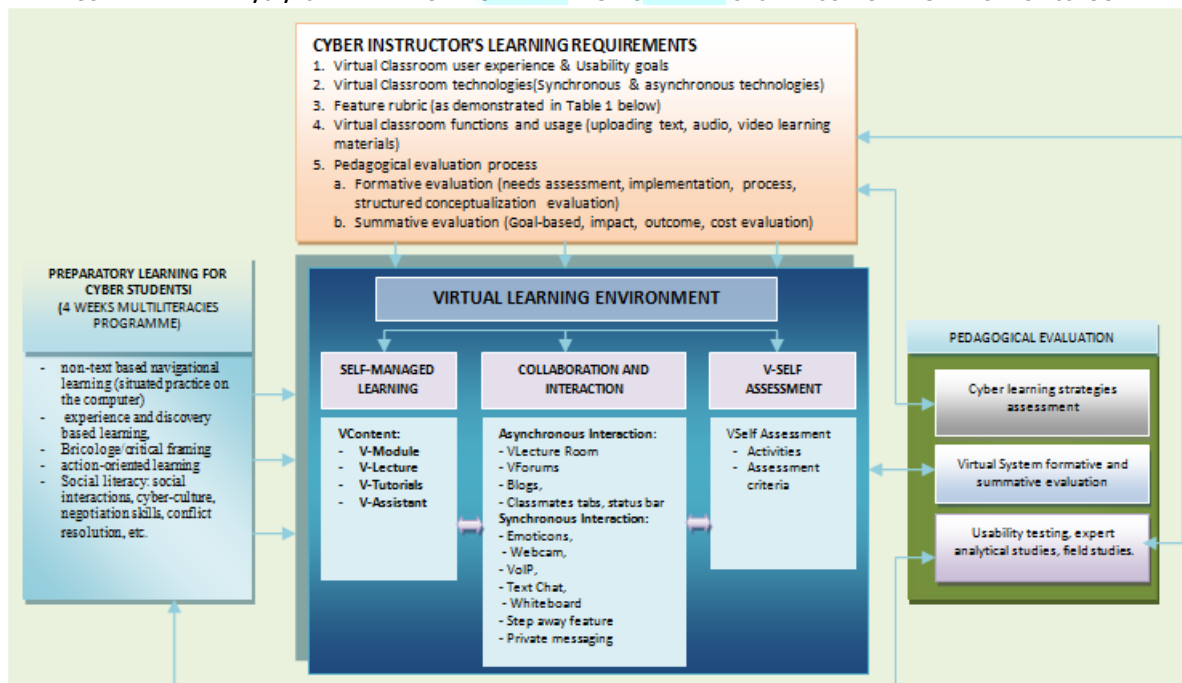 CYBER INSTRUCTOR'S LEARNING REQUIREMENTS
1. Virtual Classroom user experience & Usability goals
2. Virtual Classroom technologies(Synchronous & asynchronous technologies)
3. Feature rubric (as demonstrated in Table 1 below)
4. Virtual classroom functions and usage (uploading text, audio, video learning
materials)
5. Pedagogical evaluation process
a. Formative evaluation (needs assessment, implementation, process,
structured conceptualization evaluation)
b. Summative evaluation (Goal-based, impact, outcome, cost evaluation)
PREPARATORY LEARNING FOR
CYBER STUDENTSI
(4 WEEKS MULTILITERACIES
PROGRAMME)
- non-text based navigational
learning (situated practice on
the computer)
- experience and discovery
based learning,
- Bricologe/critical framing
- action-oriented learning
- Social literacy: social
interactions, cyber-culture,
negotiation skills, conflict
resolution, etc.
VIRTUAL LEARNING ENVIRONMENT
SELF-MANAGED
LEARNING
VContent:
- V-Module
- V-Lecture
- V-Tutorials
- V-Assistant
COLLABORATION AND
INTERACTION
Asynchronous Interaction:
- VLecture Room
- VForums
- Blogs,
- Classmates tabs, status bar
Synchronous Interaction:
- Emoticons,
- Webcam,
- VoIP,
- Text Chat,
- Whiteboard
- Step away feature
- Private messaging
V-SELF
ASSESSMENT
VSelf Assessment
- Activities
- Assessment
criteria
PEDAGOGICAL EVALUATION
Cyber learning strategies
assessment
Virtual System formative and
summative evaluation
Usability testing, expert
analytical studies, field studies.